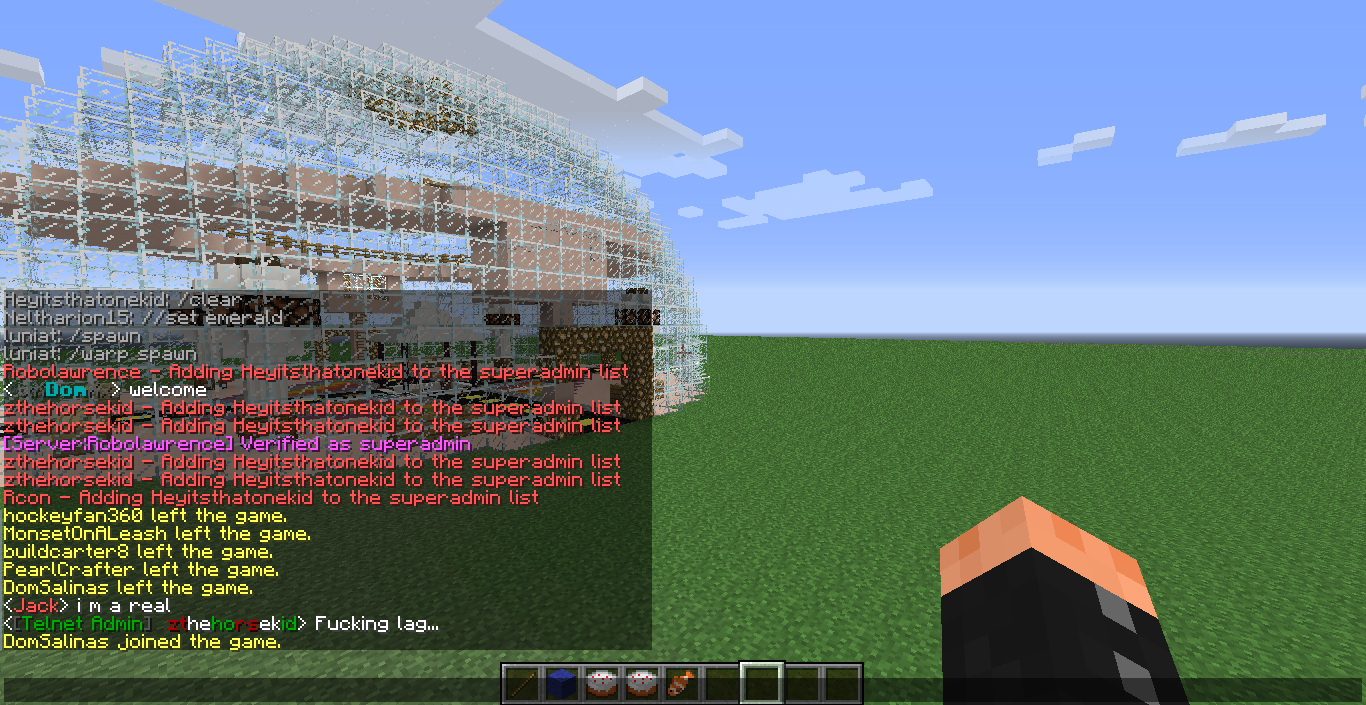 Heyitsthatonekid: /clear
Neltharion15: //set emerald
luniat: /spawn
luniat: /warp spawn
Robolawrence - Adding Heyitsthatonekid to the superadmin list
< Dom > welcome
zthehorsekid - Adding Heyitsthatonekid to the superadmin list
zthehorsekid - Adding Heyitsthatonekid to the superadmin list
[Server:Robolawrence] Verified as superadmin
zthehorsekid - Adding Heyitsthatonekid to the superadmin list
zthehorsekid - Adding Heyitsthatonekid to the superadmin list
Rcon - Adding Heyitsthatonekid to the superadmin list
hockeyfan360 left the game.
MonsetOnALeash left the game.
buildcarter8 left the game.
PearlCrafter left the game.
DomSalinas left the game.
<Jack> i m a real
<[Telnet Admin] zthehorsekid> Fucking lag...
DomSalinas joined the game.